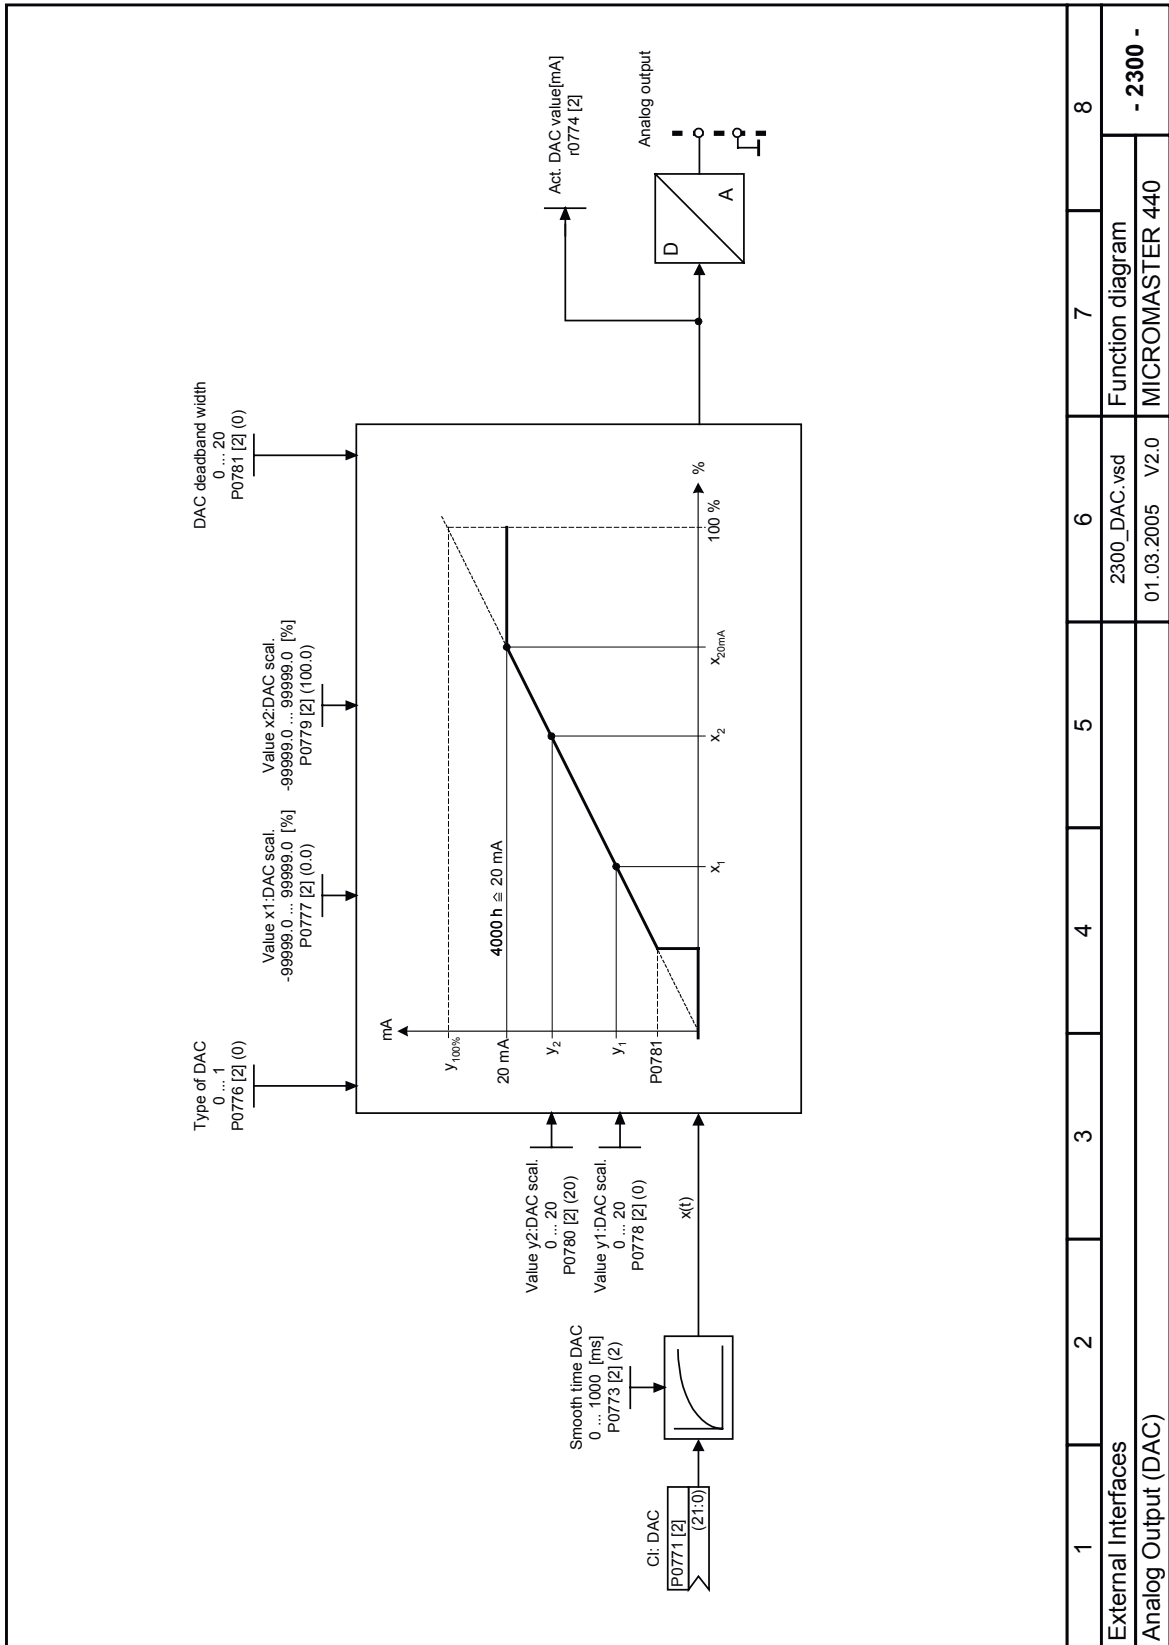 Type of DAC
0 ... 1
P0776 [2] (0)
Value x1:DAC scal.
-99999.0 ... 99999.0 [%]
P0777 [2] (0.0)
Value x2:DAC scal.
-99999.0 ... 99999.0 [%]
P0779 [2] (100.0)
DAC deadband width
0 ... 20
P0781 [2] (0)
mA
y100%
20 mA
y2
y1
P0781
4000 h ≙ 20 mA
x1
x2
x20mA
100 %
%
Value y2:DAC scal.
0 ... 20
P0780 [2] (20)
Value y1:DAC scal.
0 ... 20
P0778 [2] (0)
Smooth time DAC
0 ... 1000 [ms]
P0773 [2] (2)
CI: DAC
P0771 [2]
(21:0)
x(t)
Act. DAC value[mA]
r0774 [2]
Analog output
D
A
1 2 3 4 5 6 7 8
External Interfaces 2300_DAC.vsd Function diagram - 2300 -
Analog Output (DAC) 01.03.2005 V2.0 MICROMASTER 440